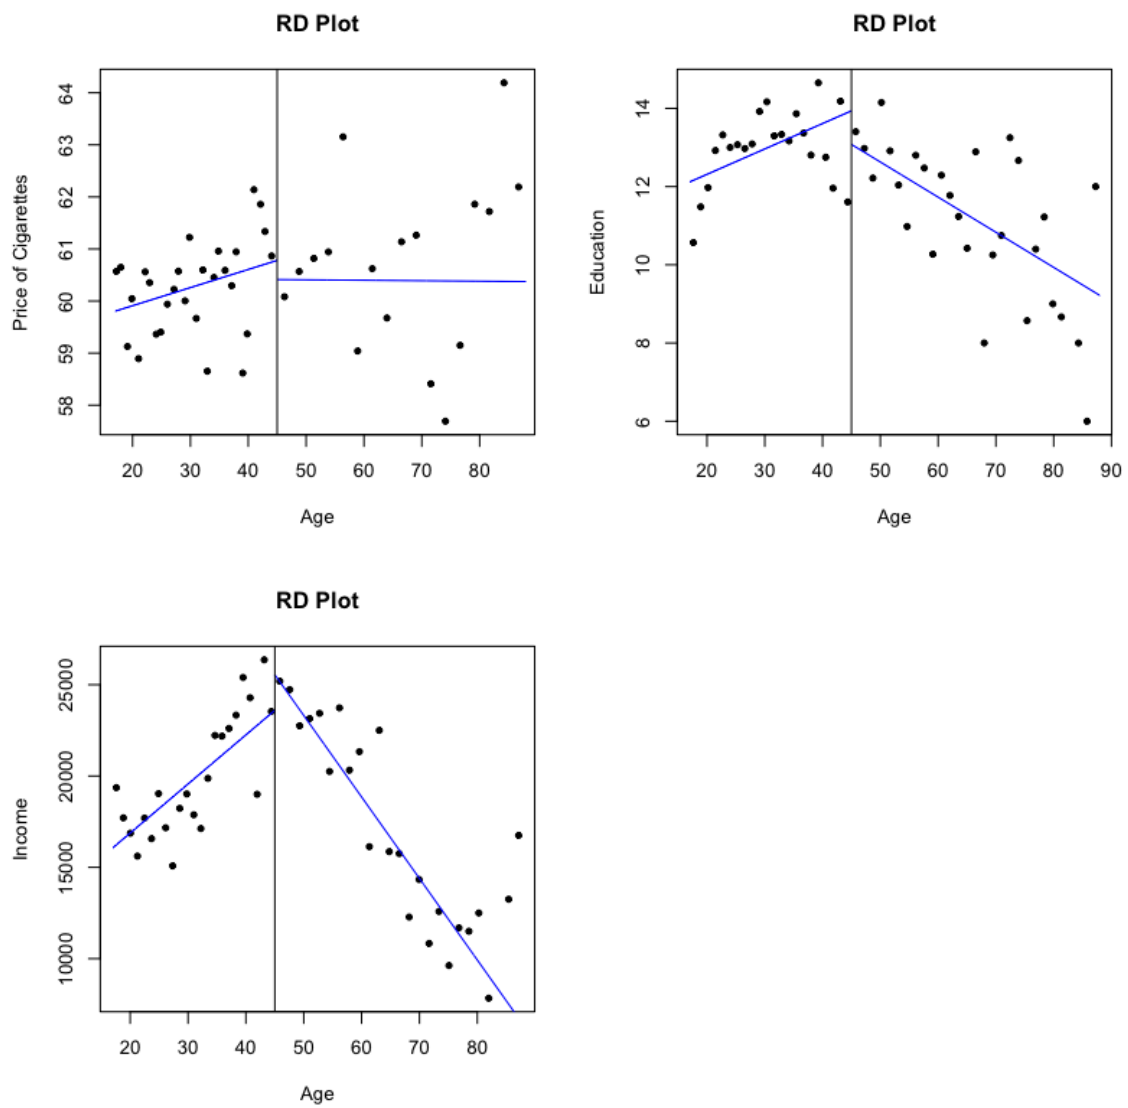 RD Plot
Price of Cigarettes
58 59 60 61 62 63 64
20 30 40 50 60 70 80
Age
RD Plot
Education
6 8 10 12 14
20 30 40 50 60 70 80 90
Age
RD Plot
Income
10000 15000 20000 25000
20 30 40 50 60 70 80
Age